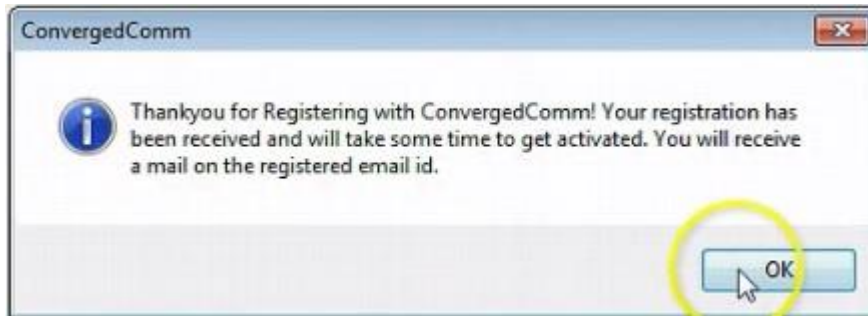 ConvergedComm
Thankyou for Registering with ConvergedComm! Your registration has
been received and will take some time to get activated. You will receive
a mail on the registered email id.
OK